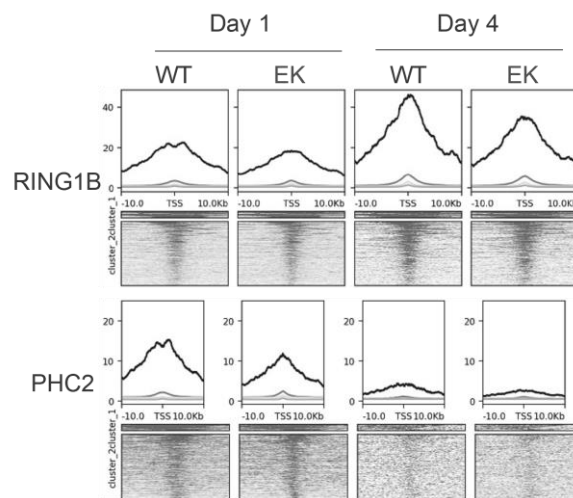 Day 1 Day 4
WT EK WT EK
RING1B
40
20
0
-10.0 TSS 10.0Kb -10.0 TSS 10.0Kb -10.0 TSS 10.0Kb -10.0 TSS 10.0Kb
cluster_2cluster_1
PHC2
20 20 20 20
10 10 10 10
0 0 0 0
-10.0 TSS 10.0Kb -10.0 TSS 10.0Kb -10.0 TSS 10.0Kb -10.0 TSS 10.0Kb
cluster_2cluster_1